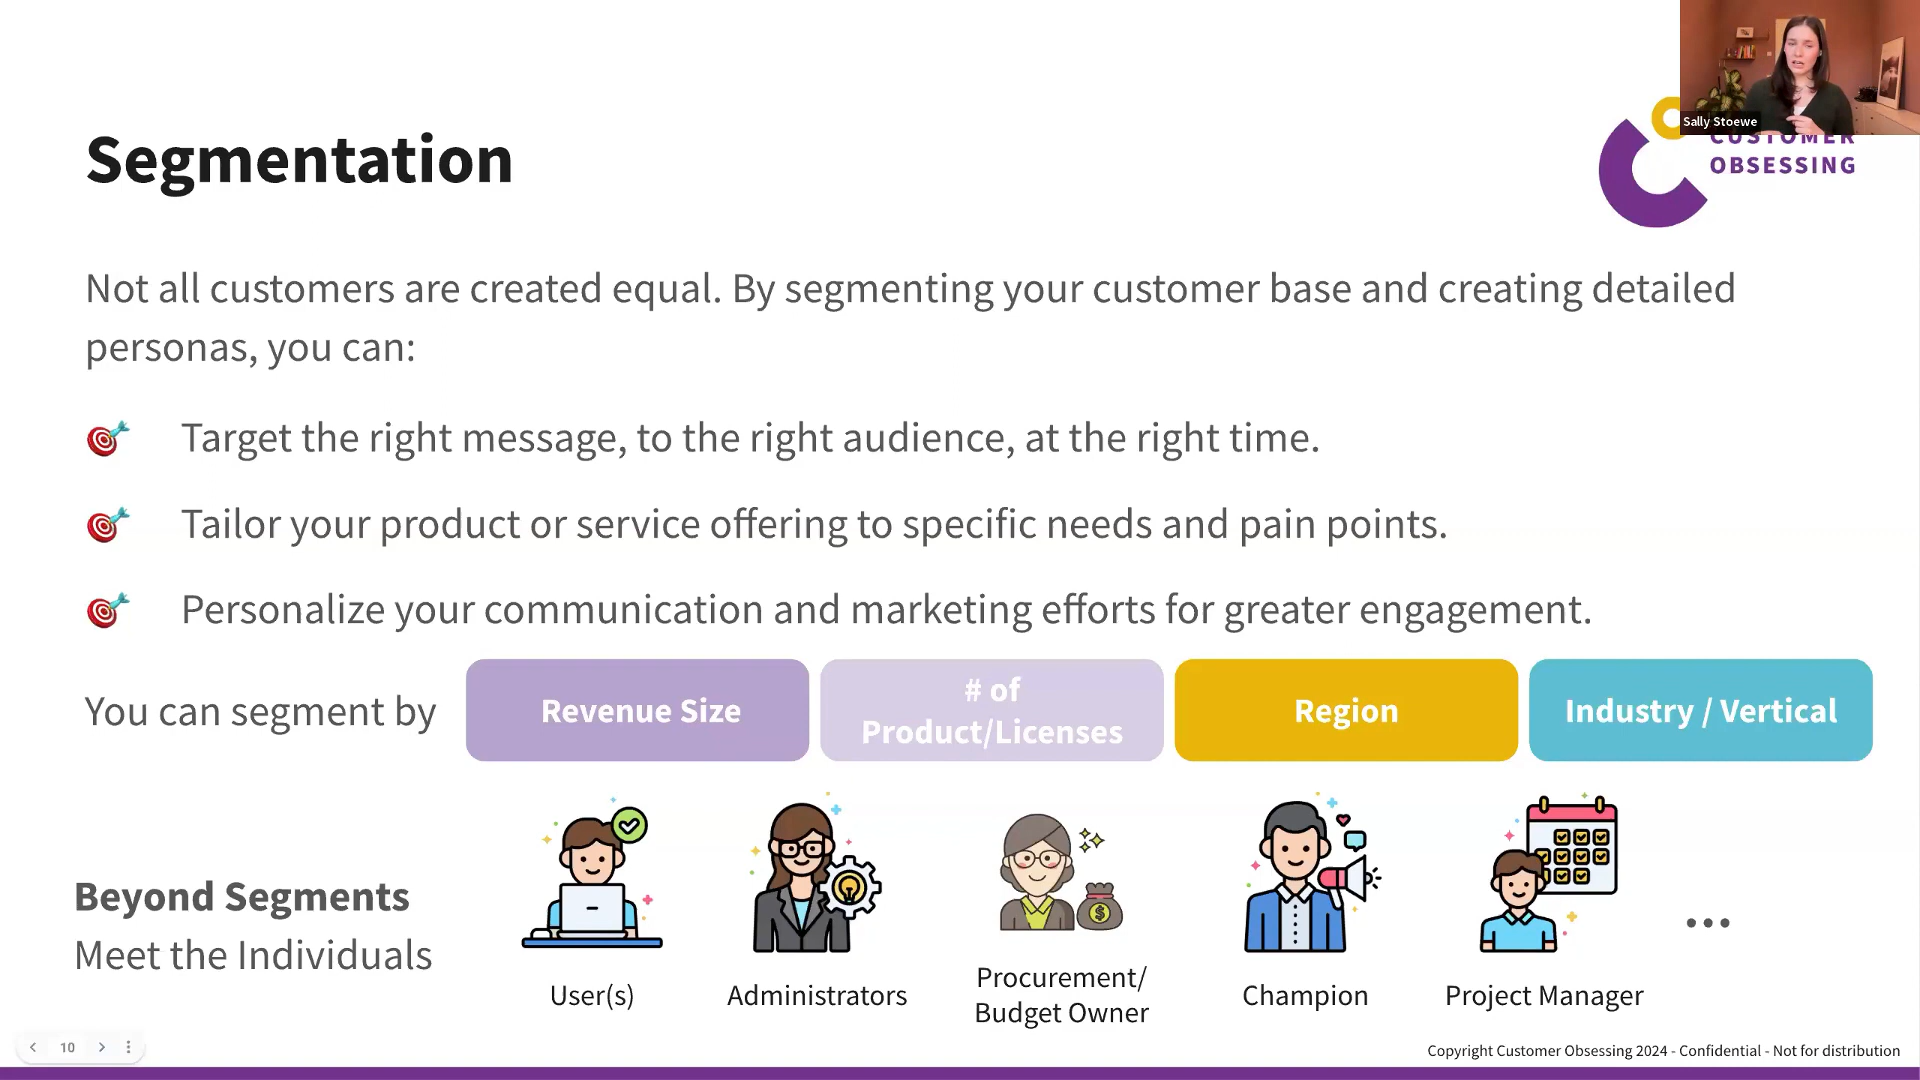 Sally Stoewe
CUSTOMER
OBSESSING
Segmentation
Not all customers are created equal. By segmenting your customer base and creating detailed
personas, you can:
Target the right message, to the right audience, at the right time.
Tailor your product or service offering to specific needs and pain points.
Personalize your communication and marketing efforts for greater engagement.
You can segment by
Revenue Size
# of
Product/Licenses
Region
Industry / Vertical
Beyond Segments
Meet the Individuals
User(s)
Administrators
Procurement/
Budget Owner
Champion
Project Manager
...
10
Copyright Customer Obsessing 2024 - Confidential - Not for distribution